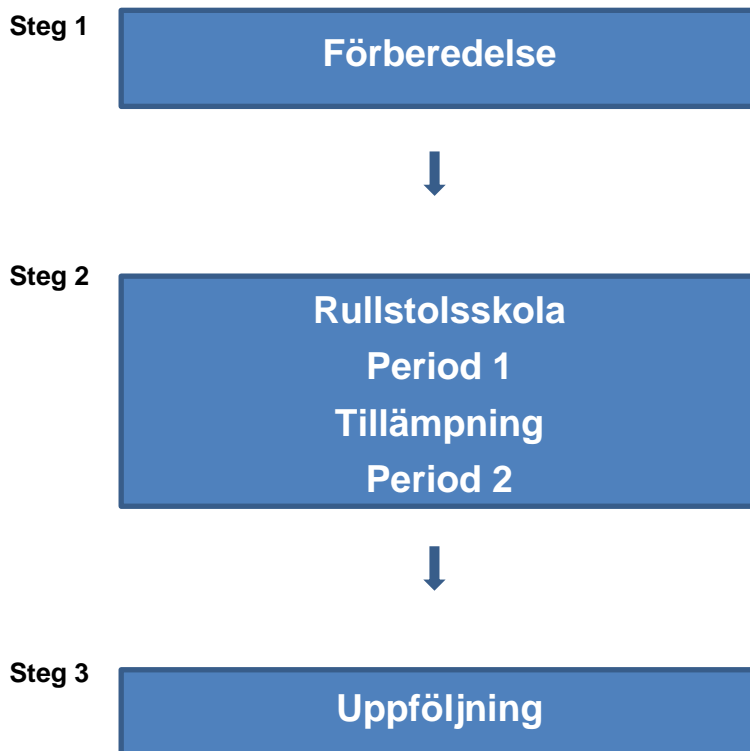 Steg 1
Förberedelse
Steg 2
Rullstolsskola
Period 1
Tillämpning
Period 2
Steg 3
Uppföljning